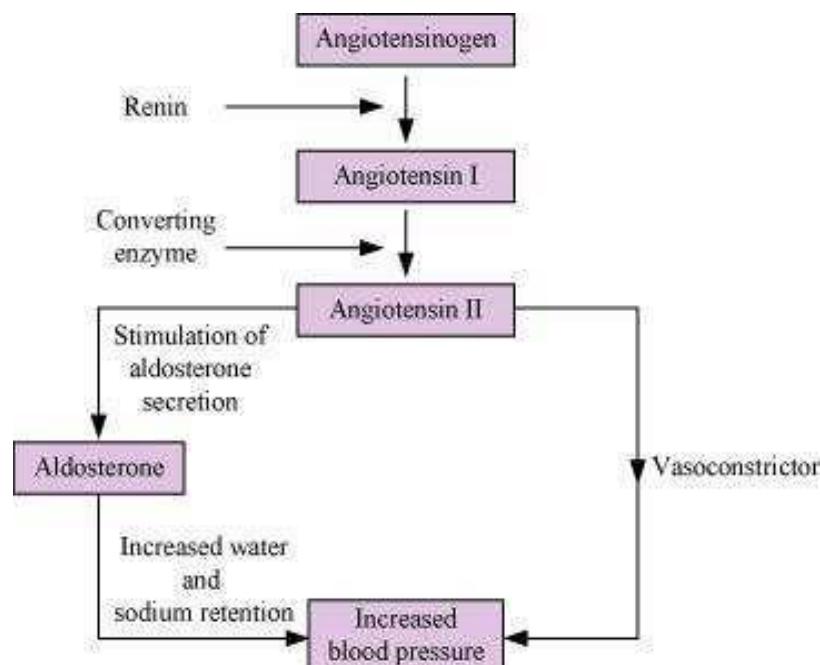 Angiotensinogen
Renin
Angiotensin I
Converting
enzyme
Angiotensin II
Stimulation of
aldosterone
secretion
Aldosterone
Vasoconstrictor
Increased water
and
sodium retention
Increased
blood pressure